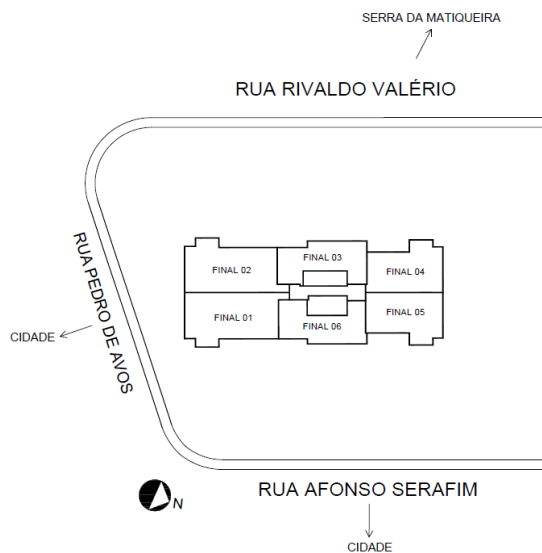 SERRA DA MATIQUEIRA
RUA RIVALDO VALÉRIO
FINAL 02
FINAL 03
FINAL 04
FINAL 01
FINAL 06
FINAL 05
RUA PEDRO DE AVOS
CIDADE
N
RUA AFONSO SERAFIM
CIDADE